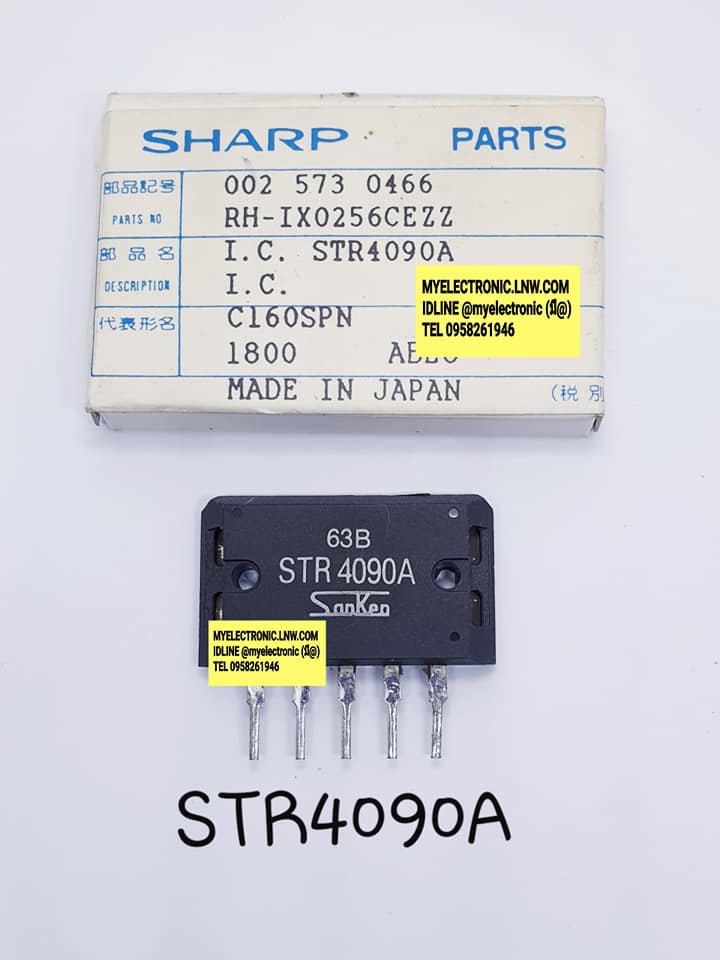 SHARP PARTS
部品記号 002 573 0466
PARTS NO RH-IX0256CEZZ
部品名 I.C. STR4090A
DESCRIPTION I.C.
代表形名 C160SPN
1800
MADE IN JAPAN (税別
MYELECTRONIC.LNW.COM
IDLINE @myelectronic (มี@)
TEL 0958261946
63B
STR 4090A
SanKen
MYELECTRONIC.LNW.COM
IDLINE @myelectronic (มี@)
TEL 0958261946
STR4090A